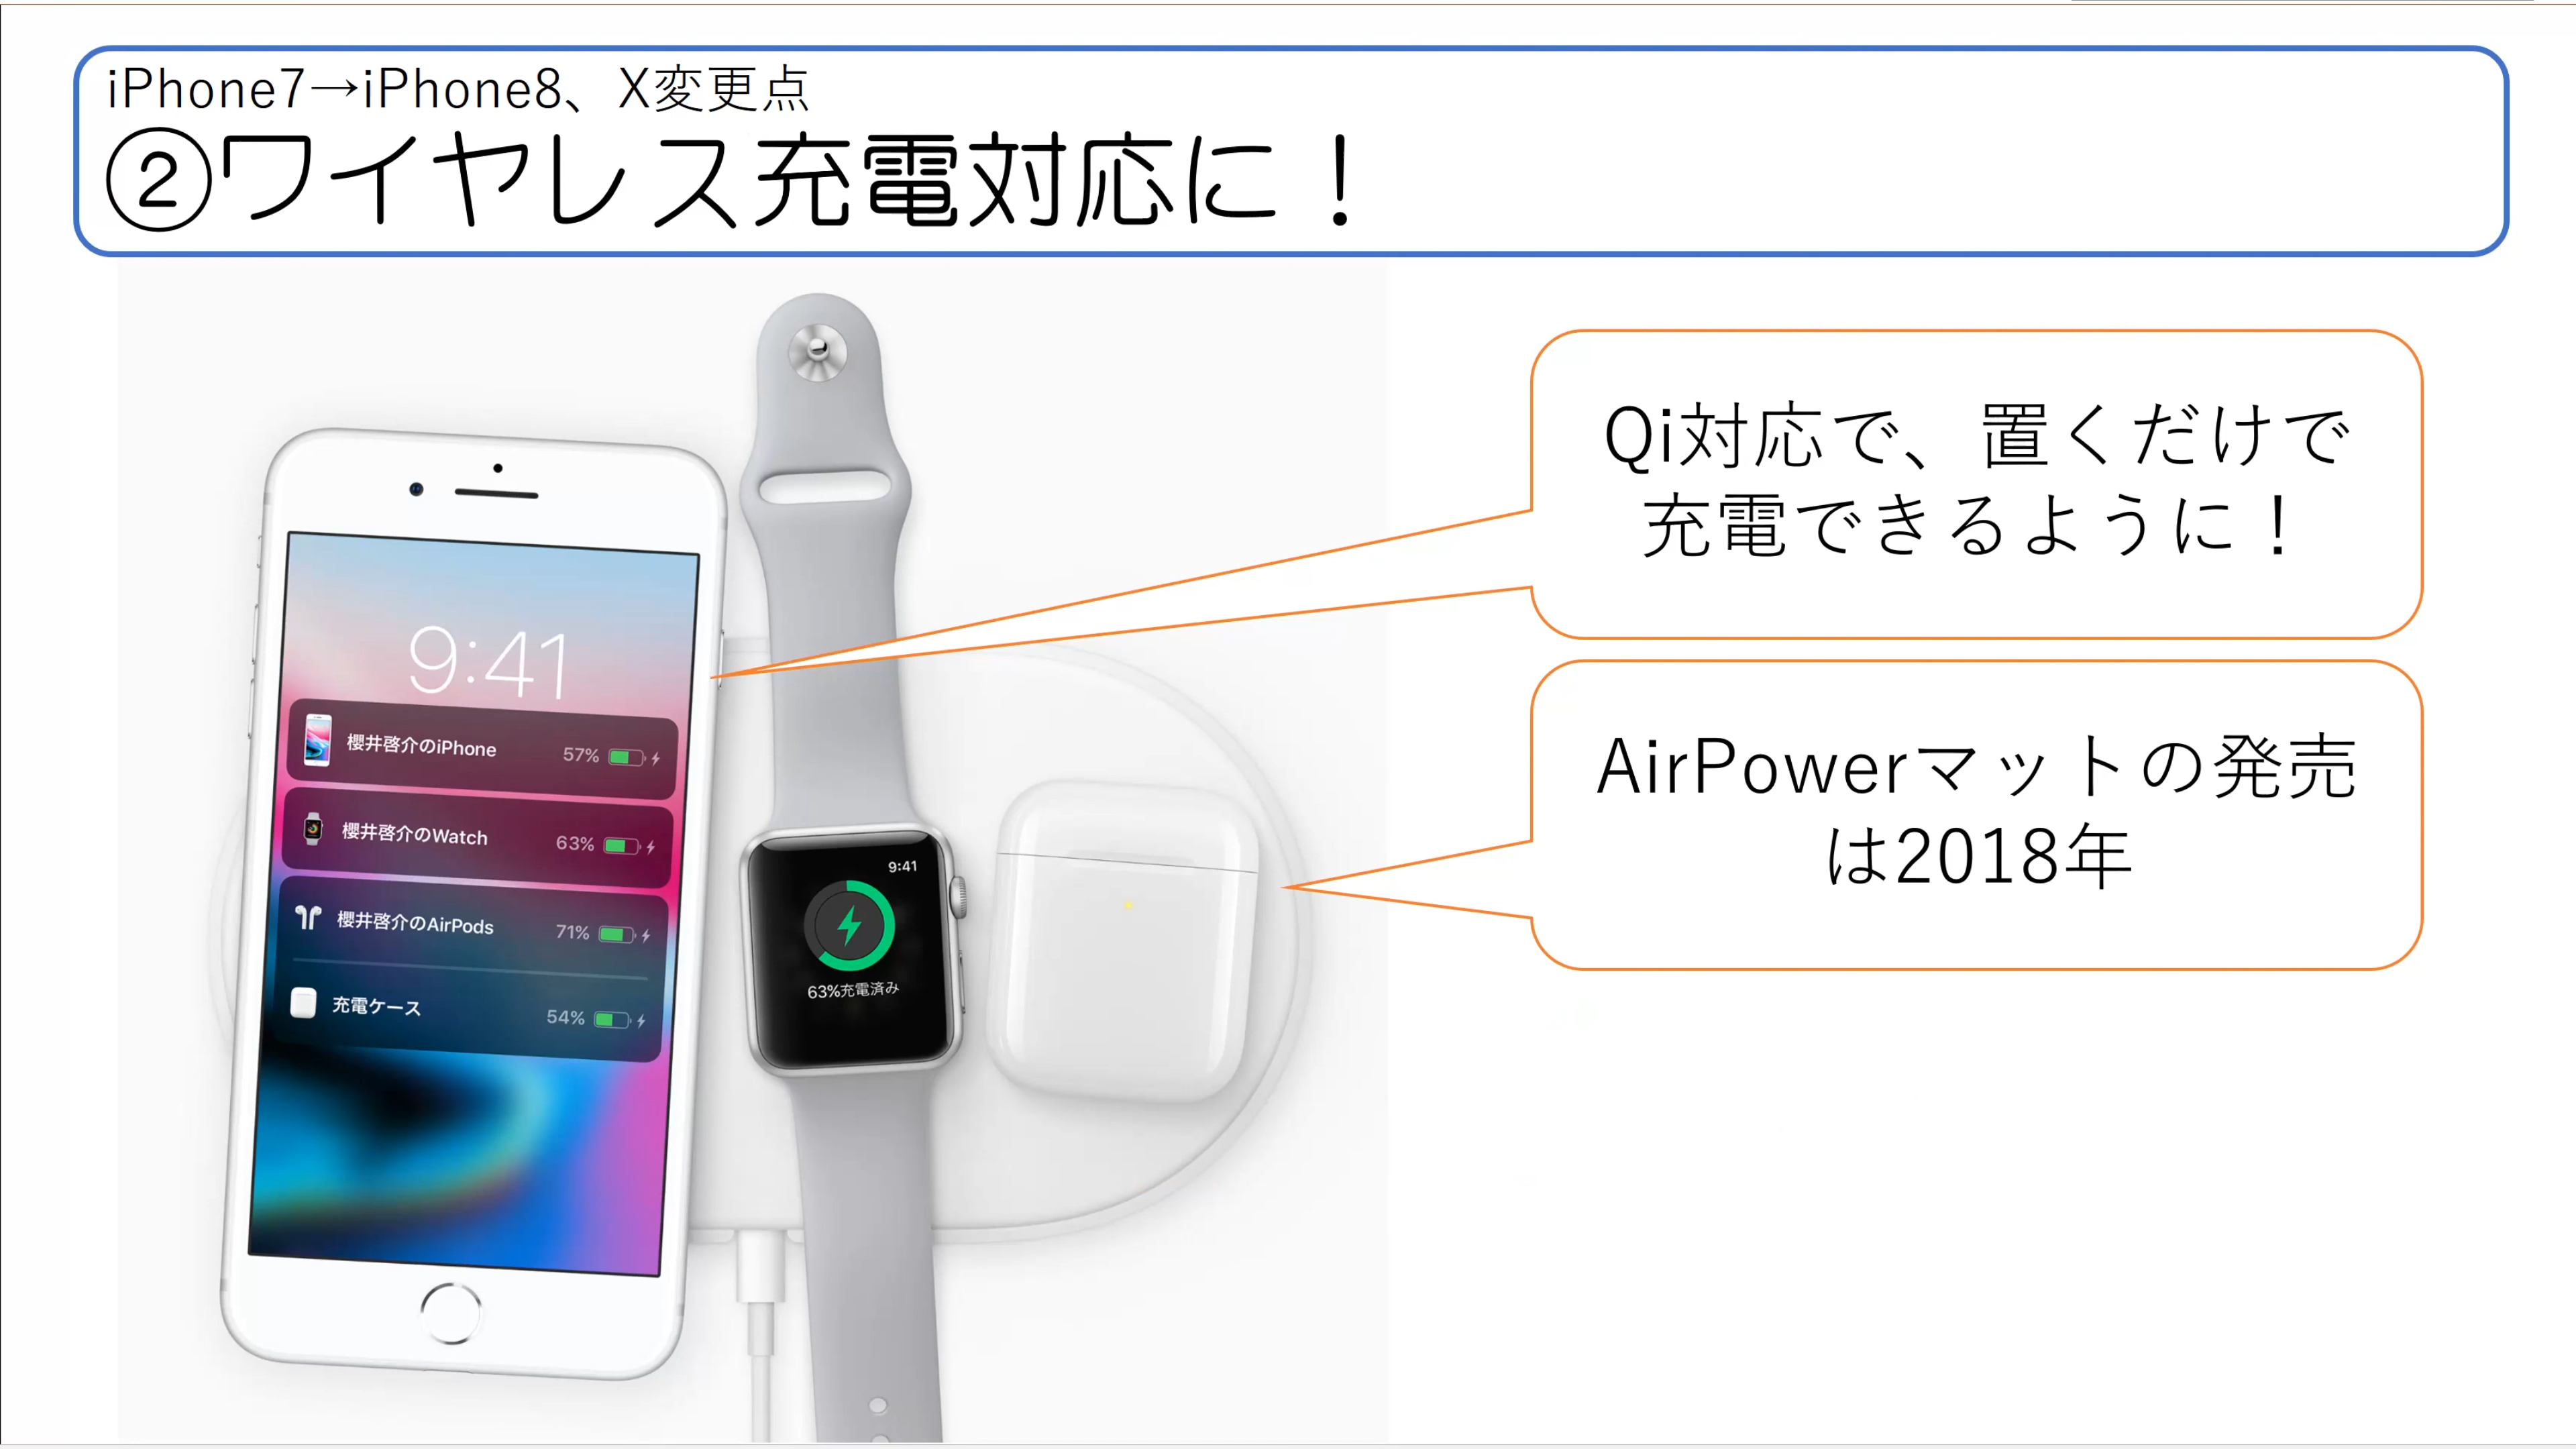 iPhone7→iPhone8、X変更点
②ワイヤレス充電対応に！
Qi対応で、置くだけで
充電できるように！
AirPowerマットの発売
は2018年
9:41
櫻井啓介のiPhone 57%
櫻井啓介のWatch 63%
櫻井啓介のAirPods 71%
充電ケース 54%
9:41
63%充電済み